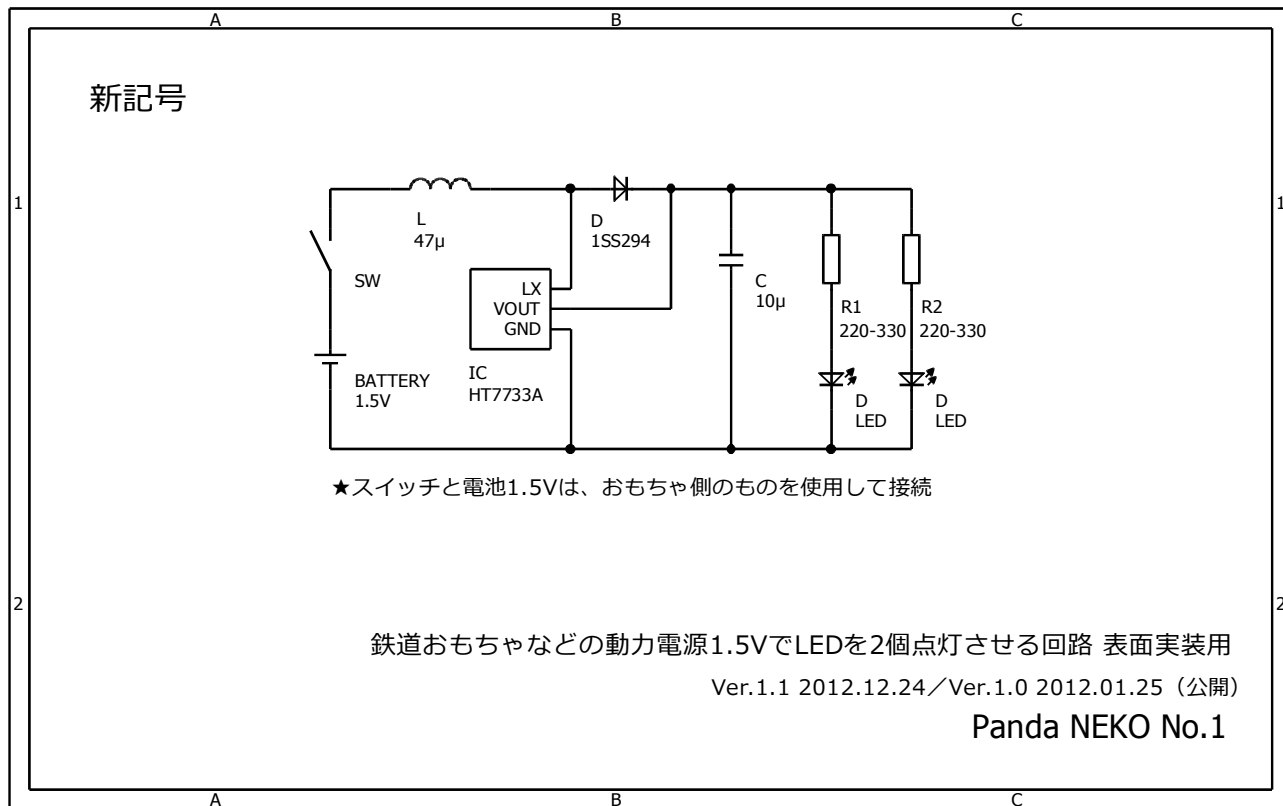 A B C
新記号
1 1
L
47μ
D
1SS294
SW
LX
VOUT
GND
C
10μ
R1 R2
220-330 220-330
BATTERY
1.5V
IC
HT7733A
D D
LED LED
★スイッチと電池1.5Vは、おもちゃ側のものを使用して接続
2 2
鉄道おもちゃなどの動力電源1.5VでLEDを2個点灯させる回路 表面実装用
Ver.1.1 2012.12.24／Ver.1.0 2012.01.25（公開）
Panda NEKO No.1
A B C